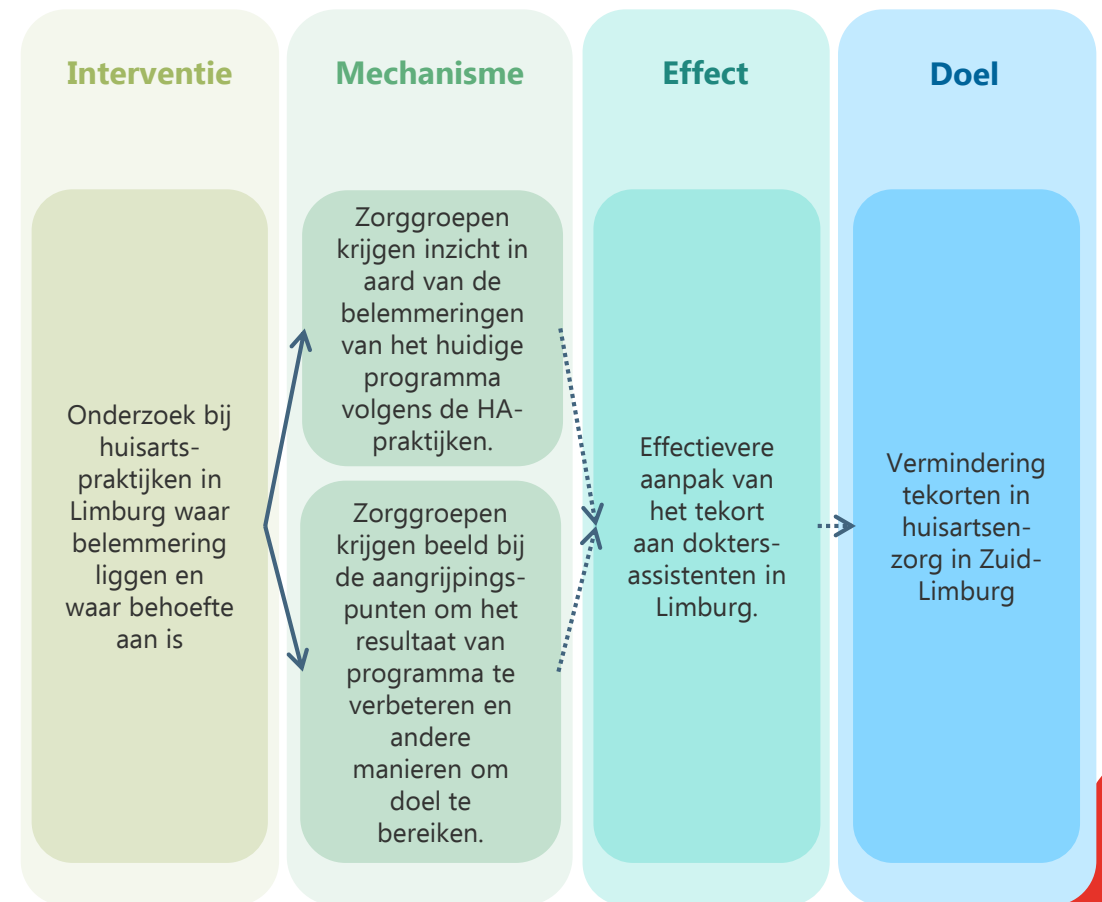 Interventie
Mechanisme
Effect
Doel
Onderzoek bij
huisarts-
praktijken in
Limburg waar
belemmering
liggen en
waar behoefte
aan is
Zorggroepen
krijgen inzicht in
aard van de
belemmeringen
van het huidige
programma
volgens de HA-
praktijken.
Zorggroepen
krijgen beeld bij
de aangrijpings-
punten om het
resultaat van
programma te
verbeteren en
andere
manieren om
doel te
bereiken.
Effectievere
aanpak van
het tekort
aan dokters-
assistenten in
Limburg.
Vermindering
tekorten in
huisartsen-
zorg in Zuid-
Limburg